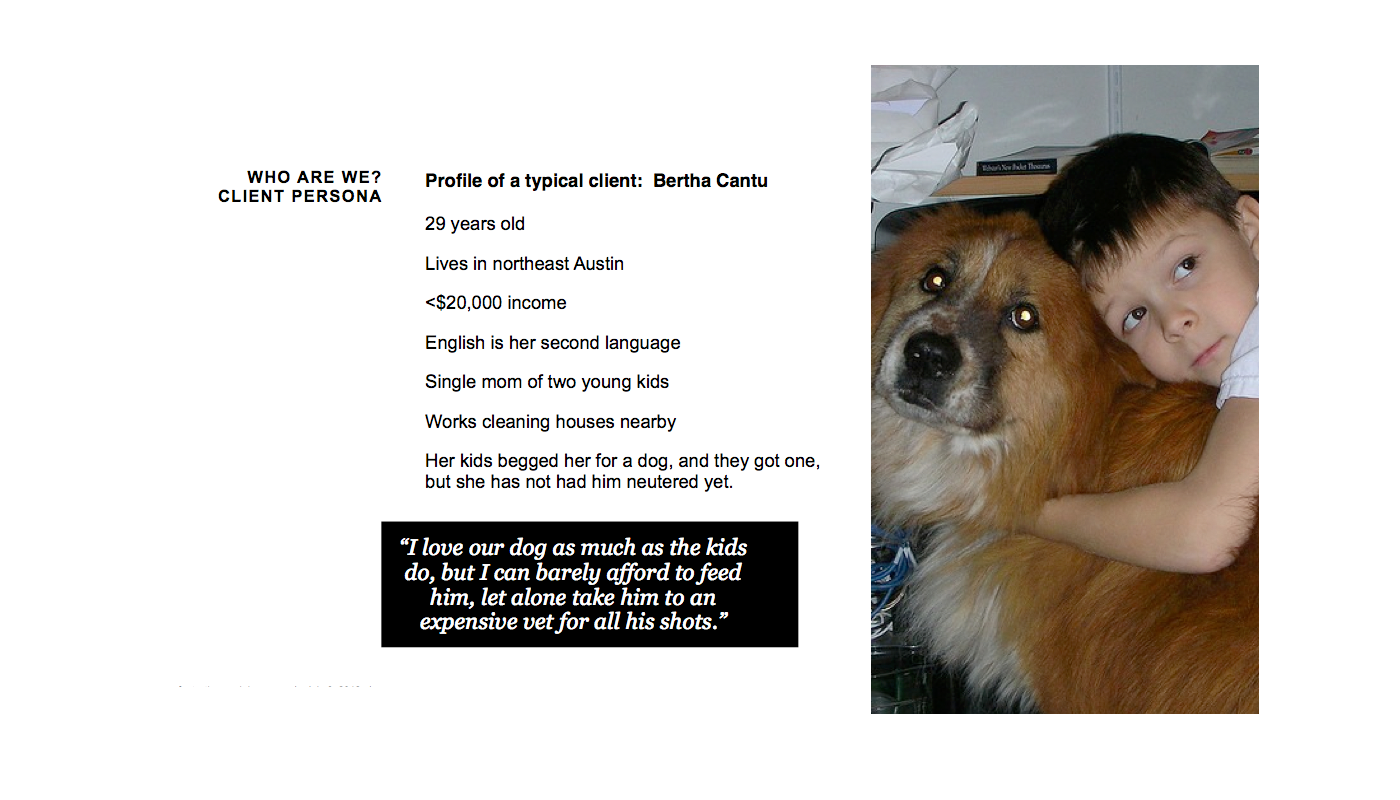 WHO ARE WE?
CLIENT PERSONA
Profile of a typical client:  Bertha Cantu
29 years old
Lives in northeast Austin
<$20,000 income
English is her second language
Single mom of two young kids
Works cleaning houses nearby
Her kids begged her for a dog, and they got one,
but she has not had him neutered yet.
“I love our dog as much as the kids
do, but I can barely afford to feed
him, let alone take him to an
expensive vet for all his shots.”
Webster's New Pocket Thesaurus